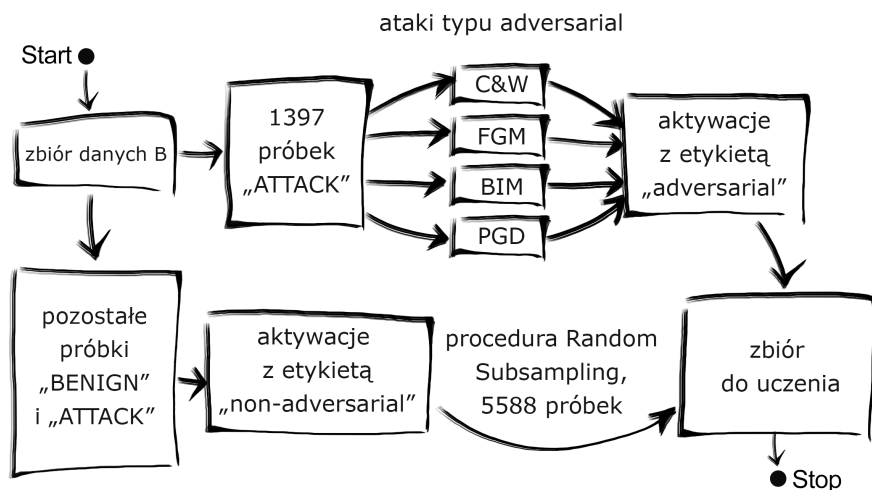 ataki typu adversarial
Start
zbiór danych B
1397
próbek
„ATTACK”
C&W
FGM
BIM
PGD
aktywacje
z etykietą
„adversarial”
pozostałe
próbki
„BENIGN”
i „ATTACK”
aktywacje
z etykietą
„non-adversarial”
procedura Random
Subsampling,
5588 próbek
zbiór
do uczenia
Stop